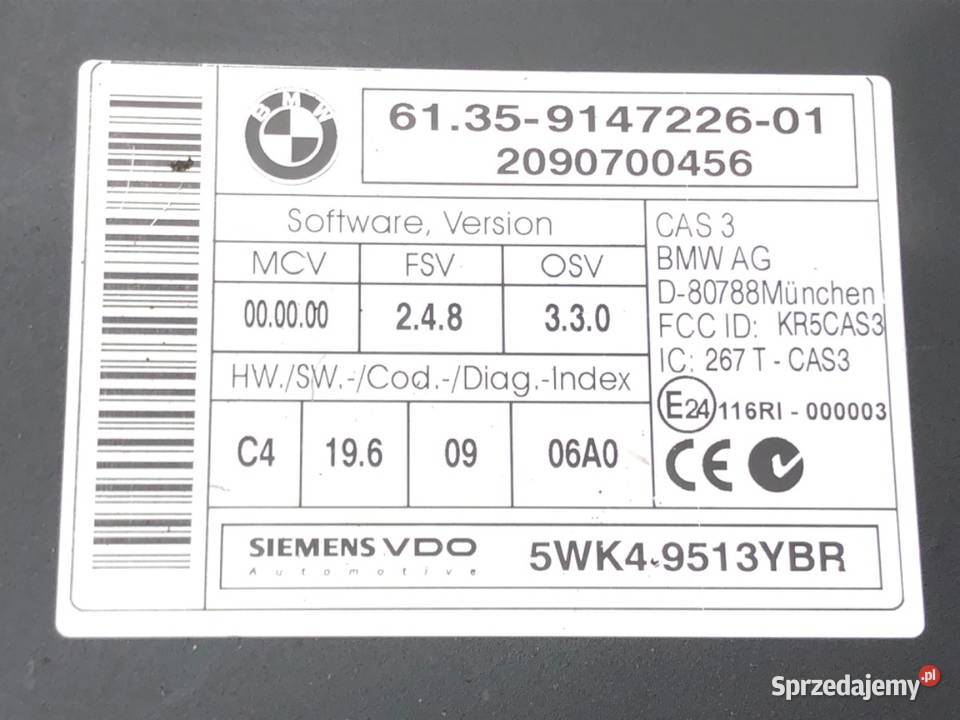 BMW
61.35-9147226-01
2090700456
Software, Version
MCV FSV OSV
00.00.00 2.4.8 3.3.0
HW./SW.-/Cod.-/Diag.-Index
C4 19.6 09 06A0
CAS 3
BMW AG
D-80788München
FCC ID: KR5CAS3
IC: 267 T - CAS3
E24 116RI - 000003
CE
SIEMENS VDO
Automotive
5WK4 9513YBR
Sprzedajemy.pl